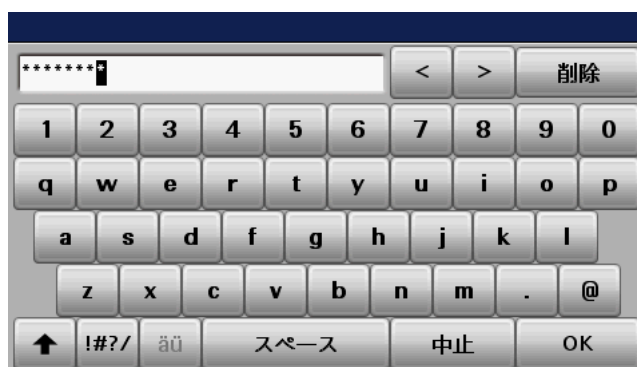 ******** < > 削除
1 2 3 4 5 6 7 8 9 0
q w e r t y u i o p
a s d f g h j k l
z x c v b n m . @
!#?/ äü スペース 中止 OK